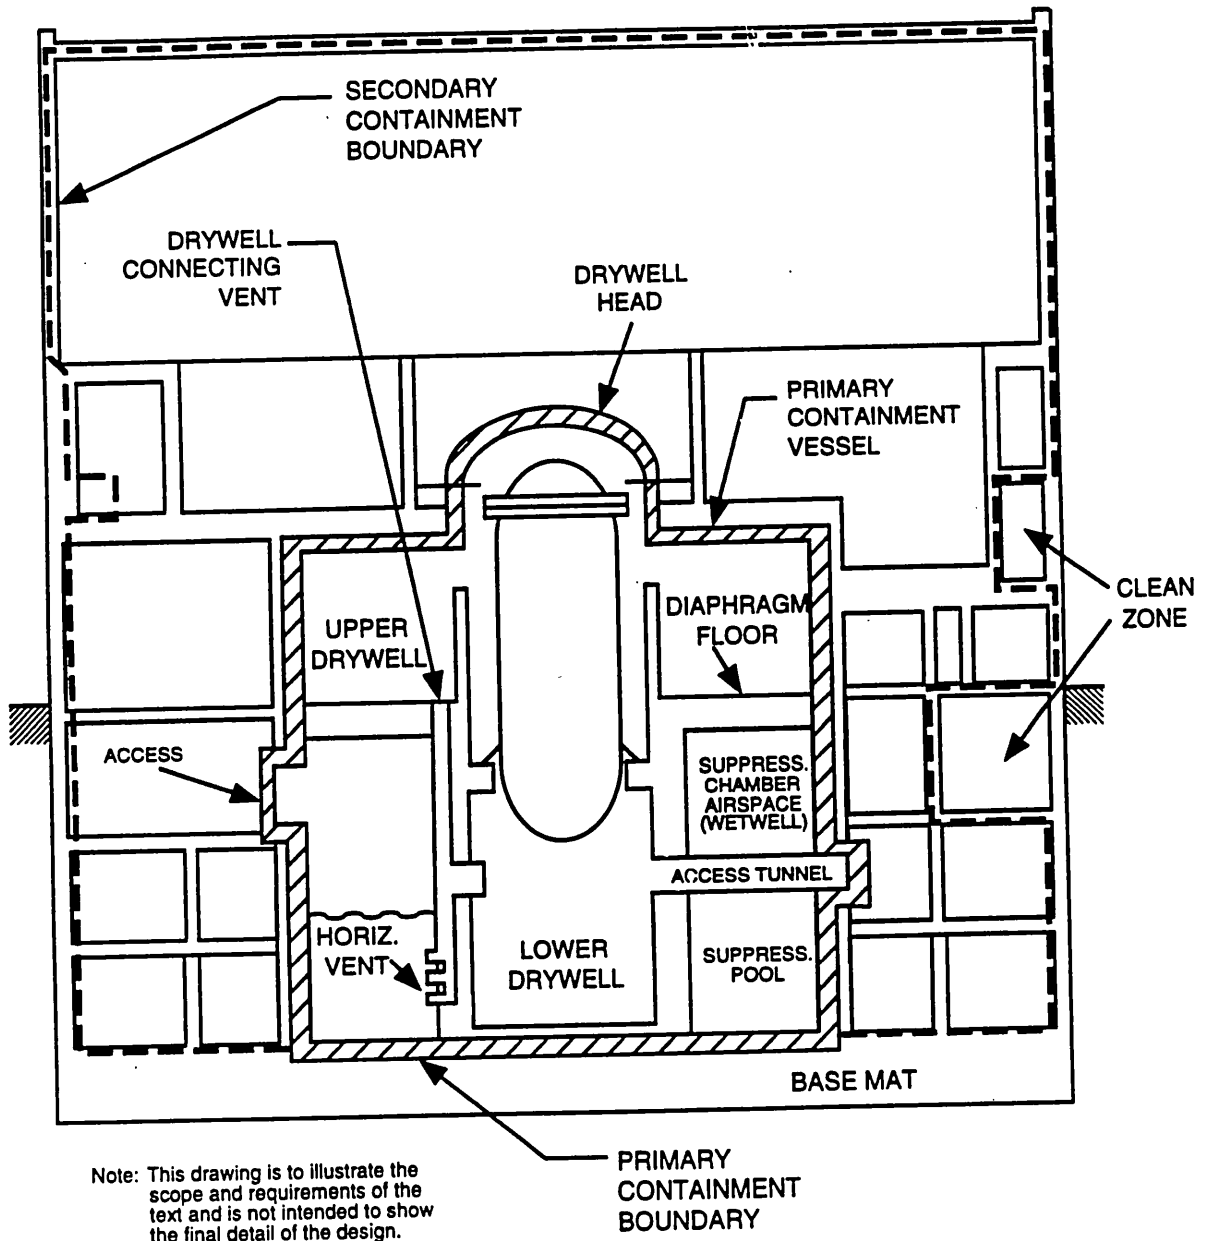 SECONDARY
CONTAINMENT
BOUNDARY
DRYWELL
CONNECTING
VENT
DRYWELL
HEAD
PRIMARY
CONTAINMENT
VESSEL
CLEAN
ZONE
UPPER
DRYWELL
DIAPHRAGM
FLOOR
ACCESS
SUPPRESS.
CHAMBER
AIRSPACE
(WETWELL)
ACCESS TUNNEL
HORIZ.
VENT
LOWER
DRYWELL
SUPPRESS.
POOL
BASE MAT
PRIMARY
CONTAINMENT
BOUNDARY
Note: This drawing is to illustrate the
scope and requirements of the
text and is not intended to show
the final detail of the design.